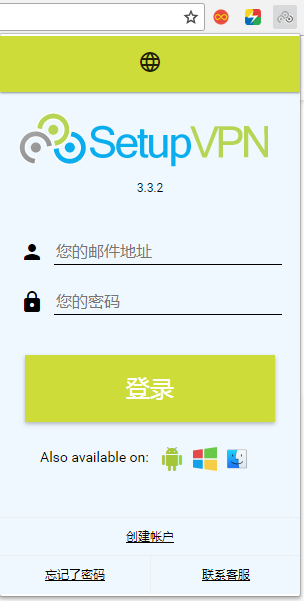 SetupVPN
3.3.2
您的邮件地址
您的密码
登录
Also available on:
创建帐户
忘记了密码
联系客服